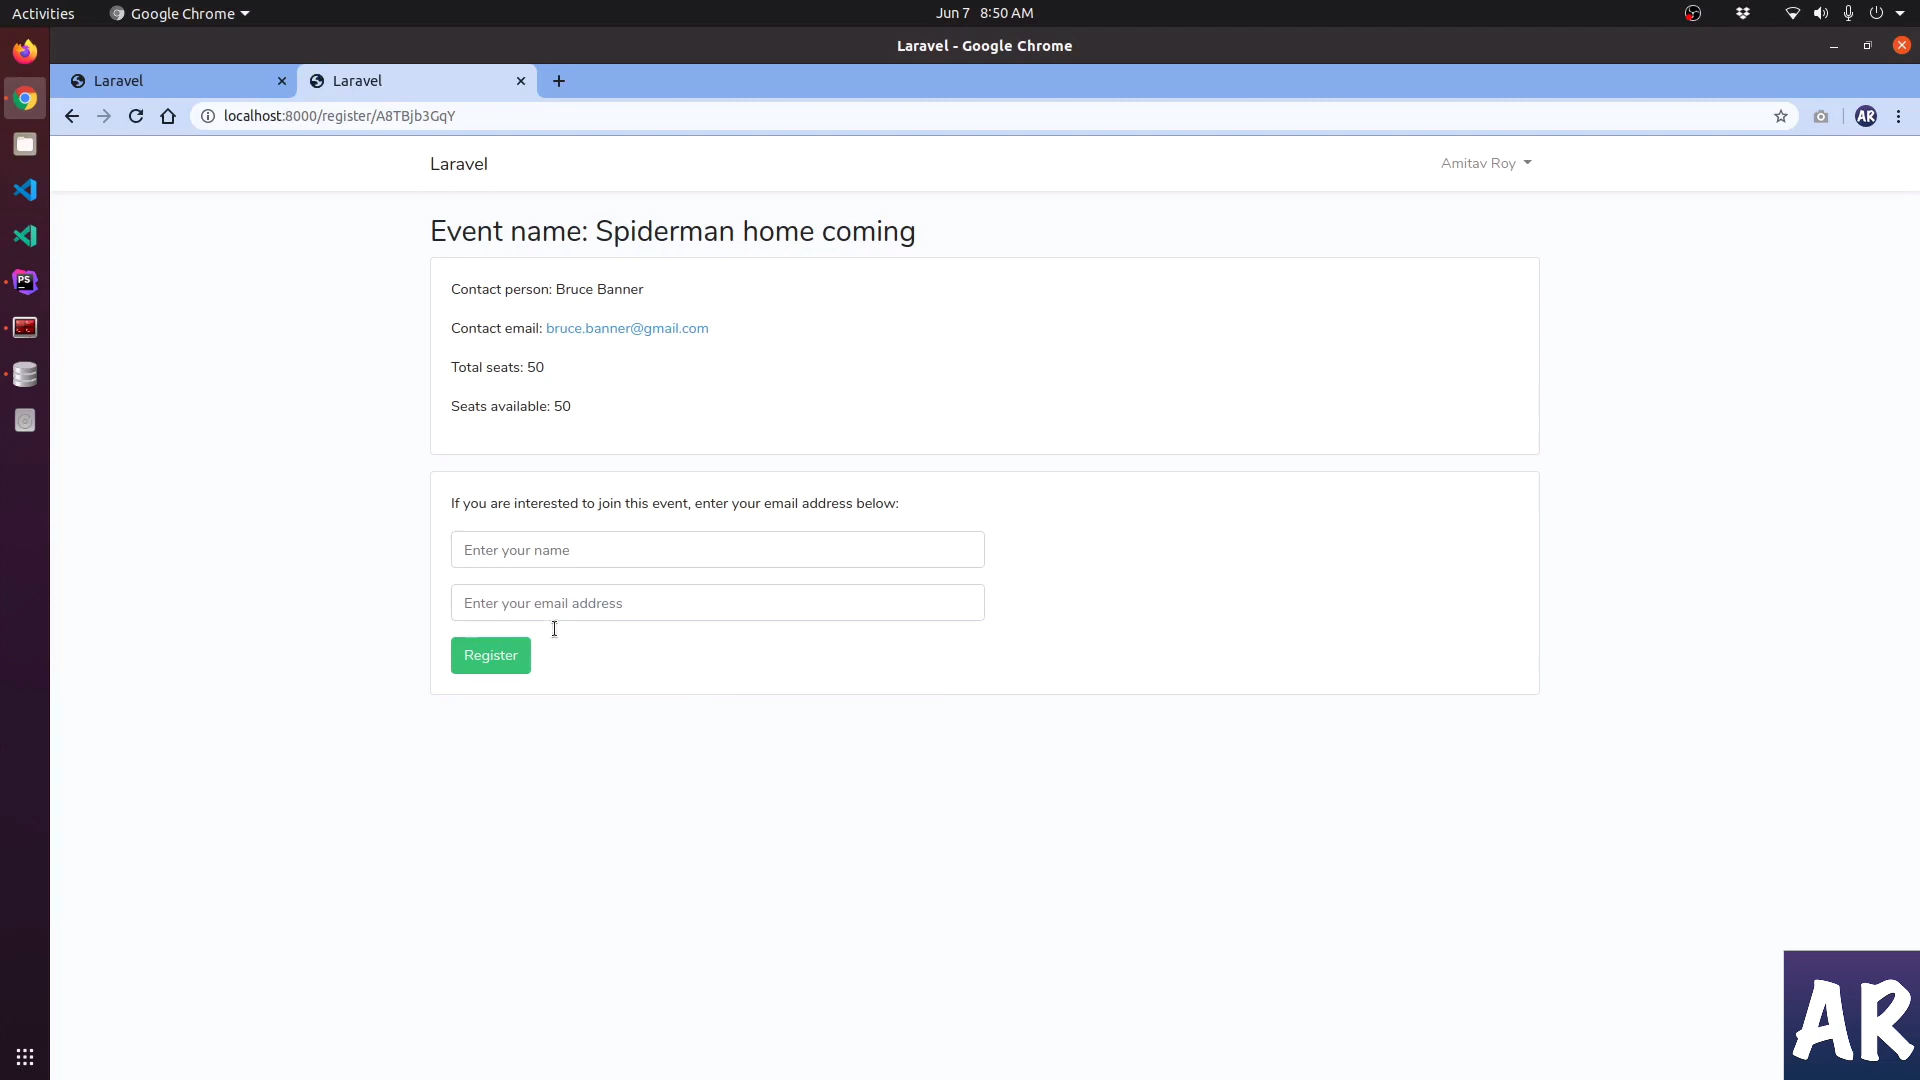 Activities
Google Chrome
Jun 7 8:50 AM
Laravel - Google Chrome
Laravel
Laravel
localhost:8000/register/A8TBjb3GqY
AR
Laravel
Amitav Roy
Event name: Spiderman home coming
Contact person: Bruce Banner
Contact email: bruce.banner@gmail.com
Total seats: 50
Seats available: 50
If you are interested to join this event, enter your email address below:
Enter your name
Enter your email address
Register
PS
AR